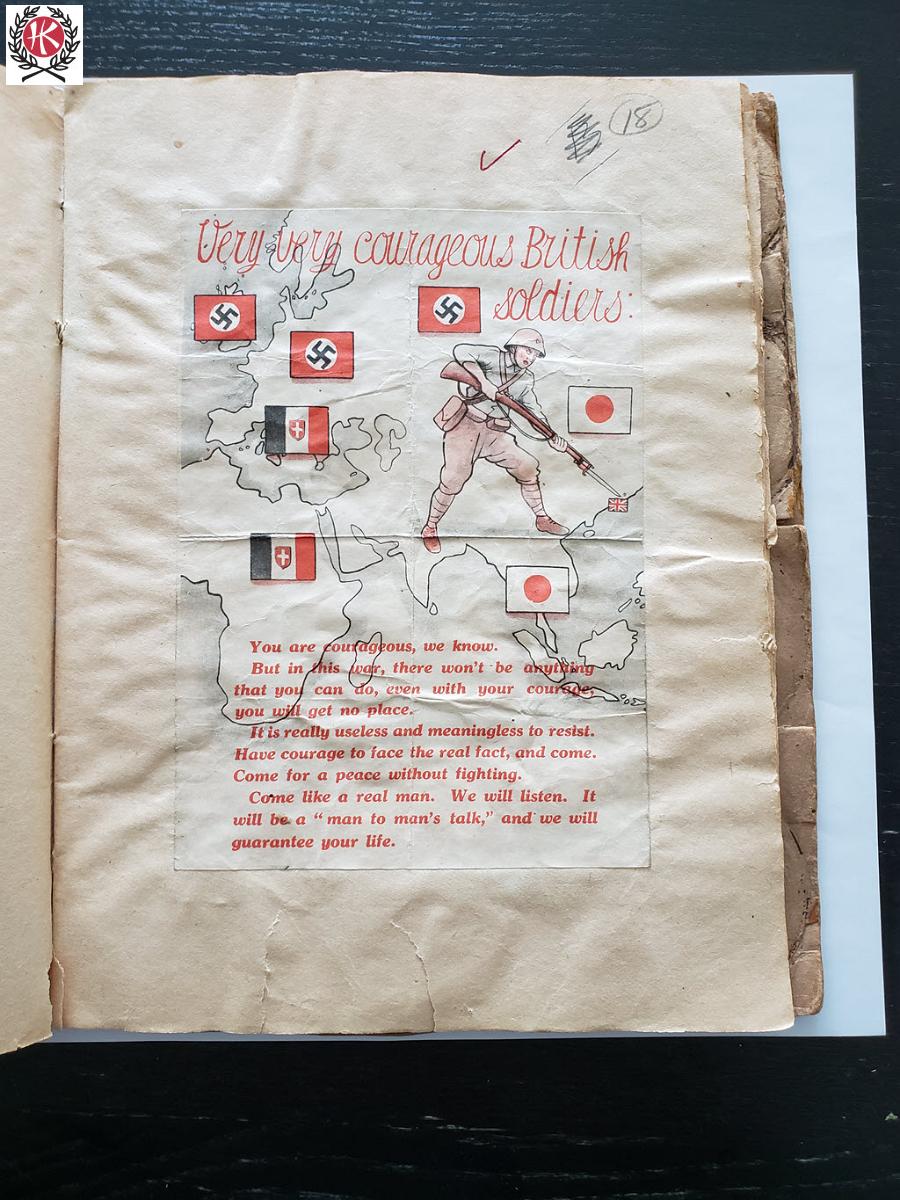 HK
18
Very very courageous British
soldiers:
You are courageous, we know.
But in this war, there won't be anything
that you can do, even with your courage;
you will get no place.
It is really useless and meaningless to resist.
Have courage to face the real fact, and come.
Come for a peace without fighting.
Come like a real man. We will listen. It
will be a "man to man's talk," and we will
guarantee your life.